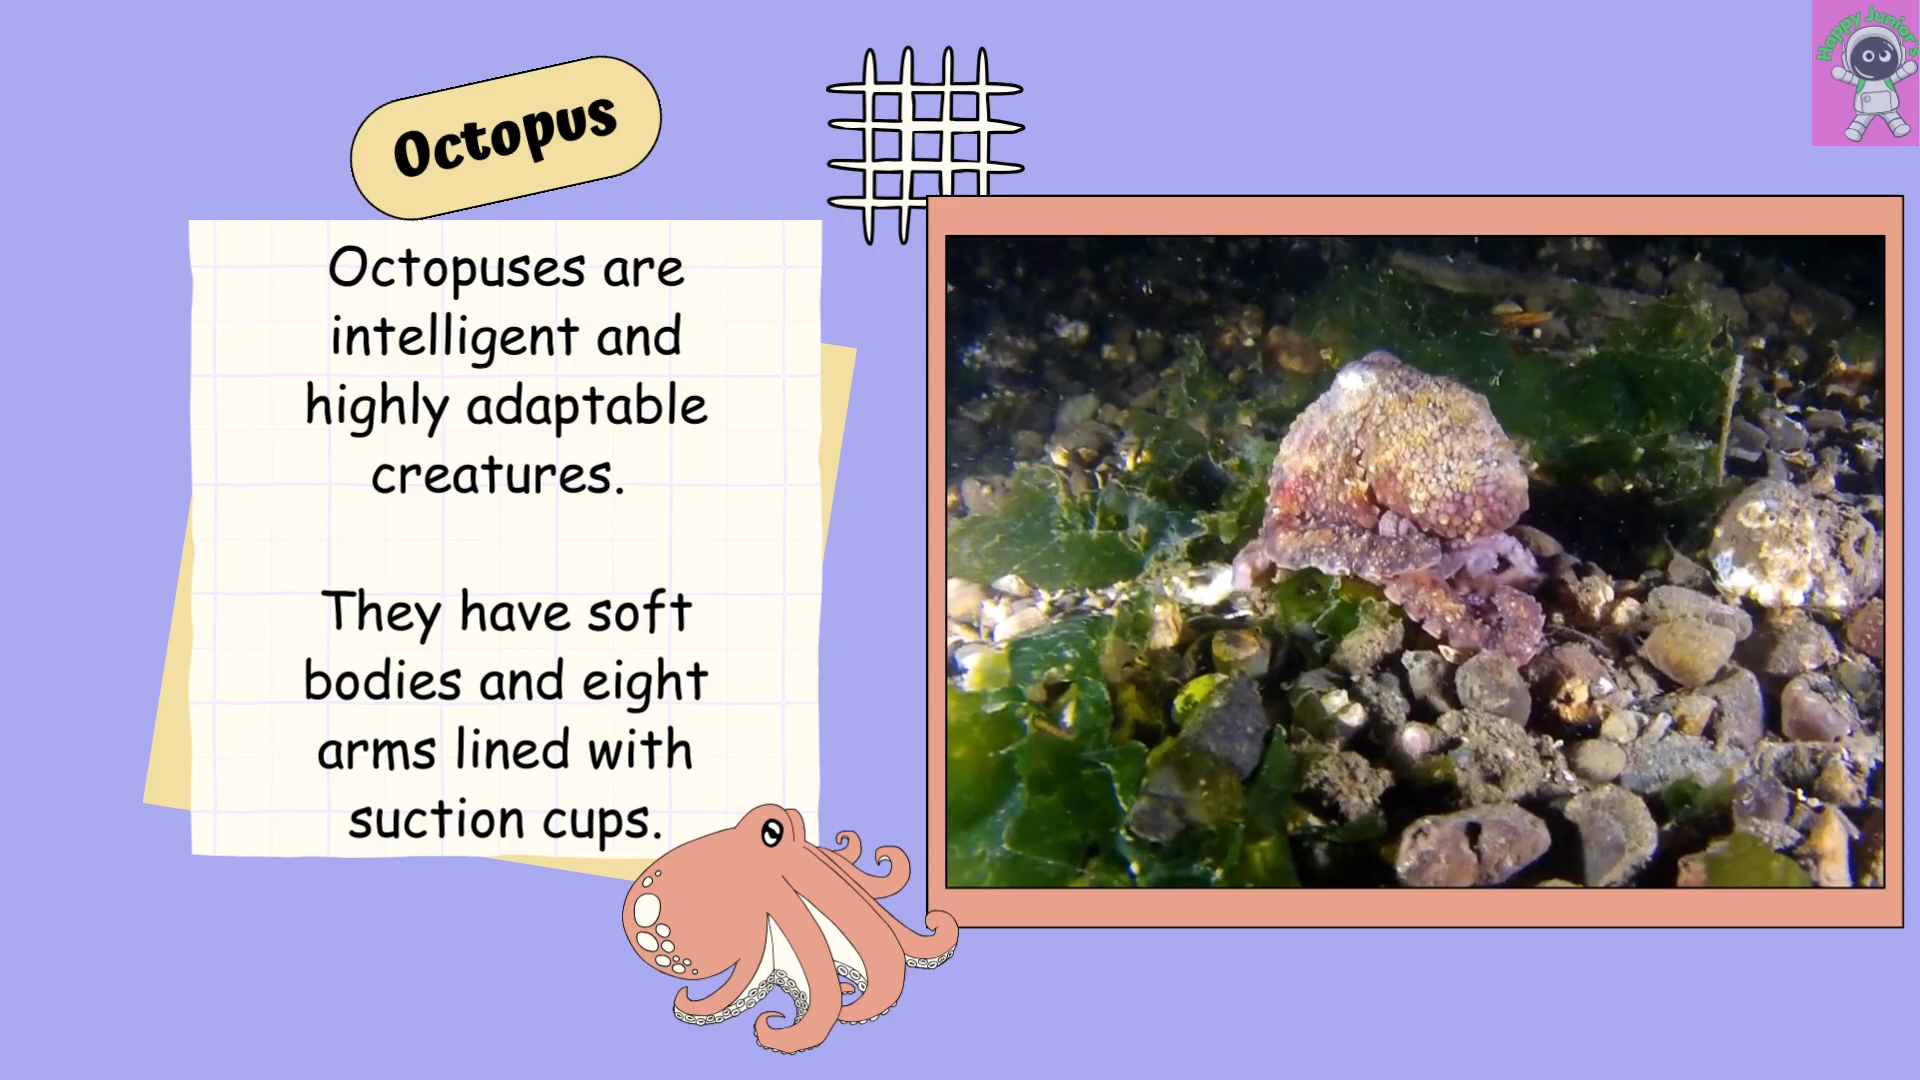 Happy Junior's
Octopus
Octopuses are
intelligent and
highly adaptable
creatures.
They have soft
bodies and eight
arms lined with
suction cups.